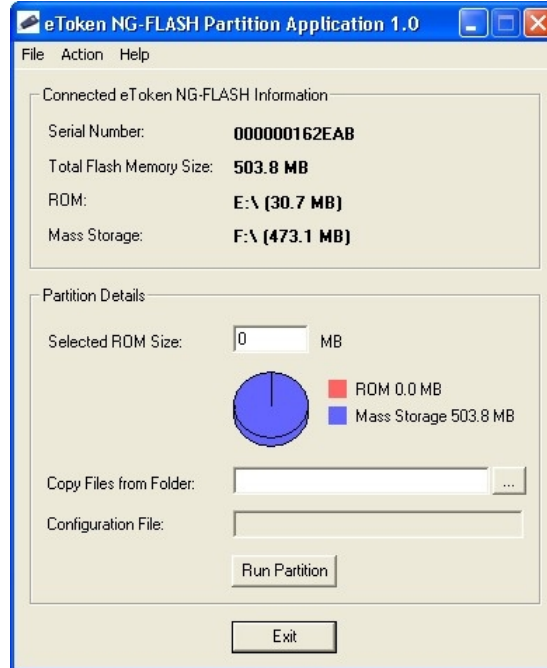 eToken NG-FLASH Partition Application 1.0
File Action Help
Connected eToken NG-FLASH Information
Serial Number: 000000162EAB
Total Flash Memory Size: 503.8 MB
ROM: E:\ (30.7 MB)
Mass Storage: F:\ (473.1 MB)
Partition Details
Selected ROM Size: 0 MB
ROM 0.0 MB
Mass Storage 503.8 MB
Copy Files from Folder: ...
Configuration File:
Run Partition
Exit